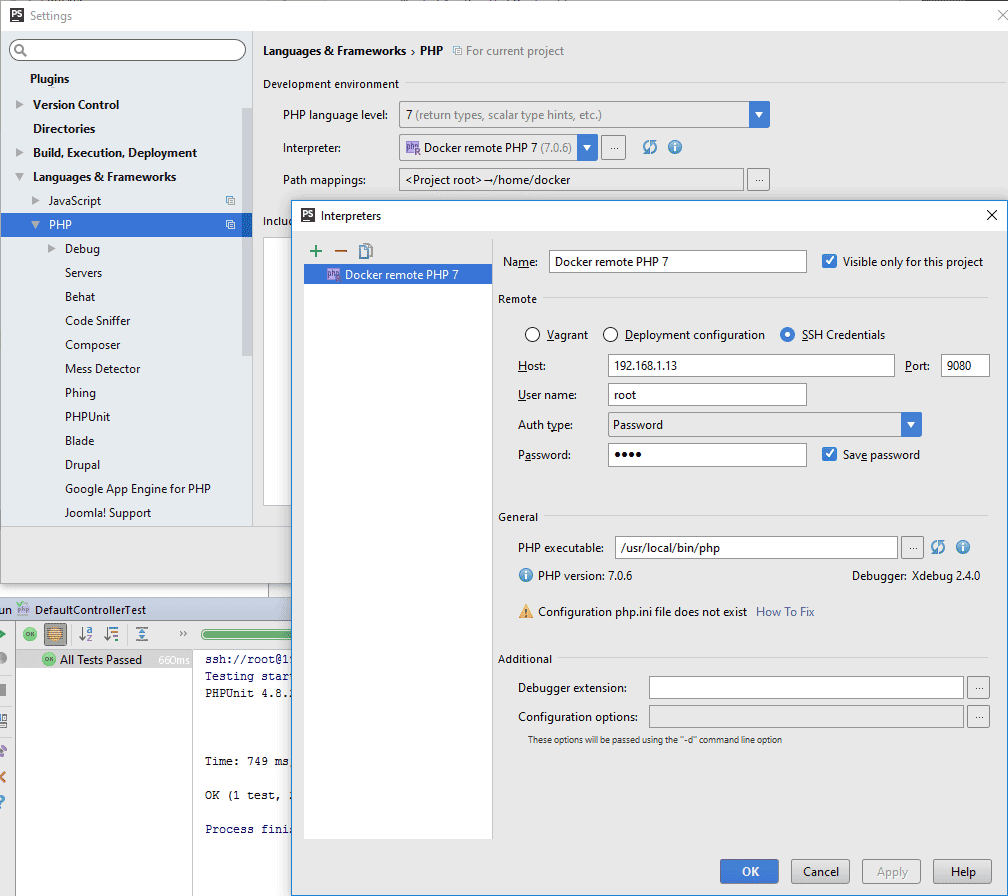 PS Settings
Languages & Frameworks › PHP For current project
Plugins
Version Control
Directories
Build, Execution, Deployment
Languages & Frameworks
JavaScript
PHP
Debug
Servers
Behat
Code Sniffer
Composer
Mess Detector
Phing
PHPUnit
Blade
Drupal
Google App Engine for PHP
Joomla! Support
Development environment
PHP language level: 7 (return types, scalar type hints, etc.)
Interpreter: php Docker remote PHP 7 (7.0.6) ...
Path mappings: <Project root>→/home/docker ...
Includ
PS Interpreters
php Docker remote PHP 7
Name: Docker remote PHP 7 Visible only for this project
Remote
Vagrant Deployment configuration SSH Credentials
Host: 192.168.1.13 Port: 9080
User name: root
Auth type: Password
Password: •••• Save password
General
PHP executable: /usr/local/bin/php ...
PHP version: 7.0.6 Debugger: Xdebug 2.4.0
Configuration php.ini file does not exist How To Fix
Additional
Debugger extension: ...
Configuration options: ...
These options will be passed using the "-d" command line option
OK Cancel Apply Help
un php DefaultControllerTest
OK
OK All Tests Passed 660ms
ssh://root@19
Testing start
PHPUnit 4.8.
Time: 749 ms
OK (1 test,
Process finis